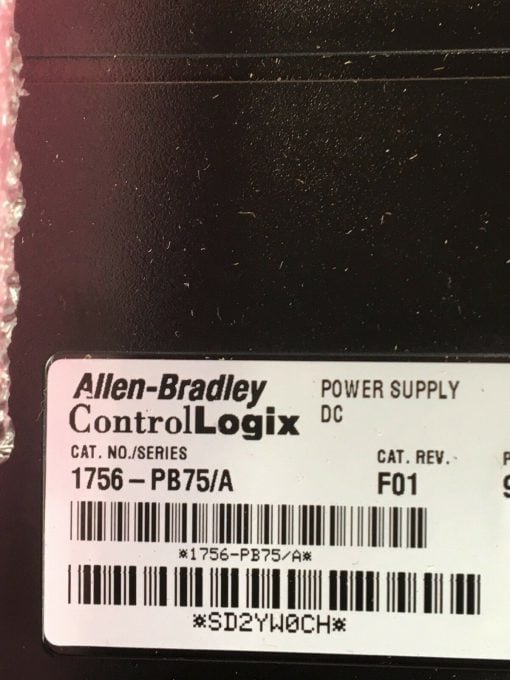 Allen-Bradley
ControlLogix
POWER SUPPLY
DC
CAT. NO./SERIES
1756 – PB75/A
CAT. REV.
F01
*1756-PB75/A*
*SD2YW0CH*